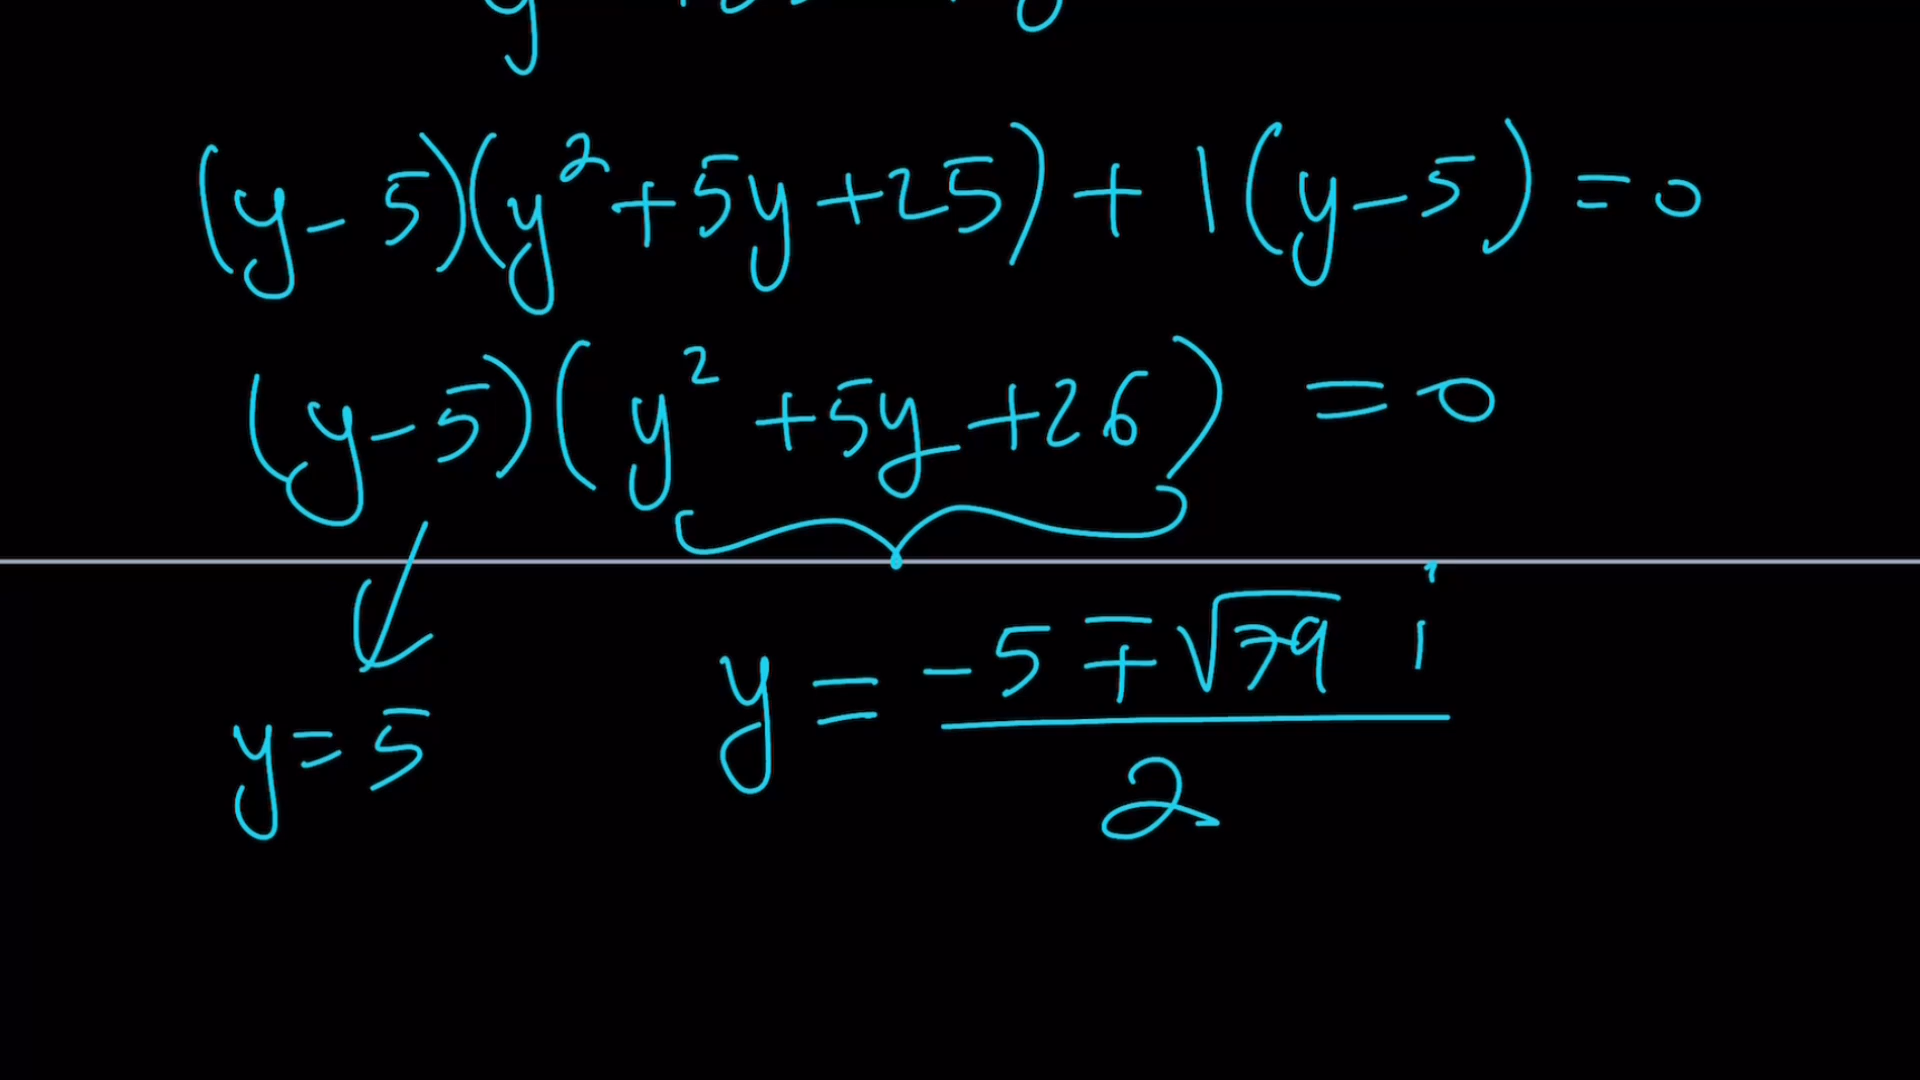 (y-5)(y²+5y+25)+1(y-5)=0
(y-5)(y²+5y+26)=0
y=5
y = (-5∓√79 i)/2